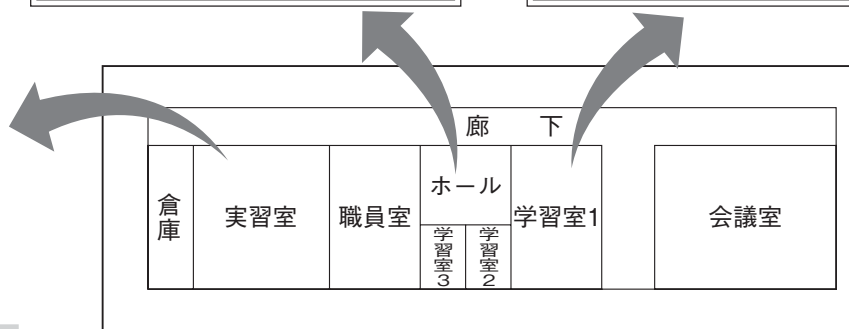 廊　下
倉庫
実習室
職員室
ホール
学習室3
学習室2
学習室1
会議室